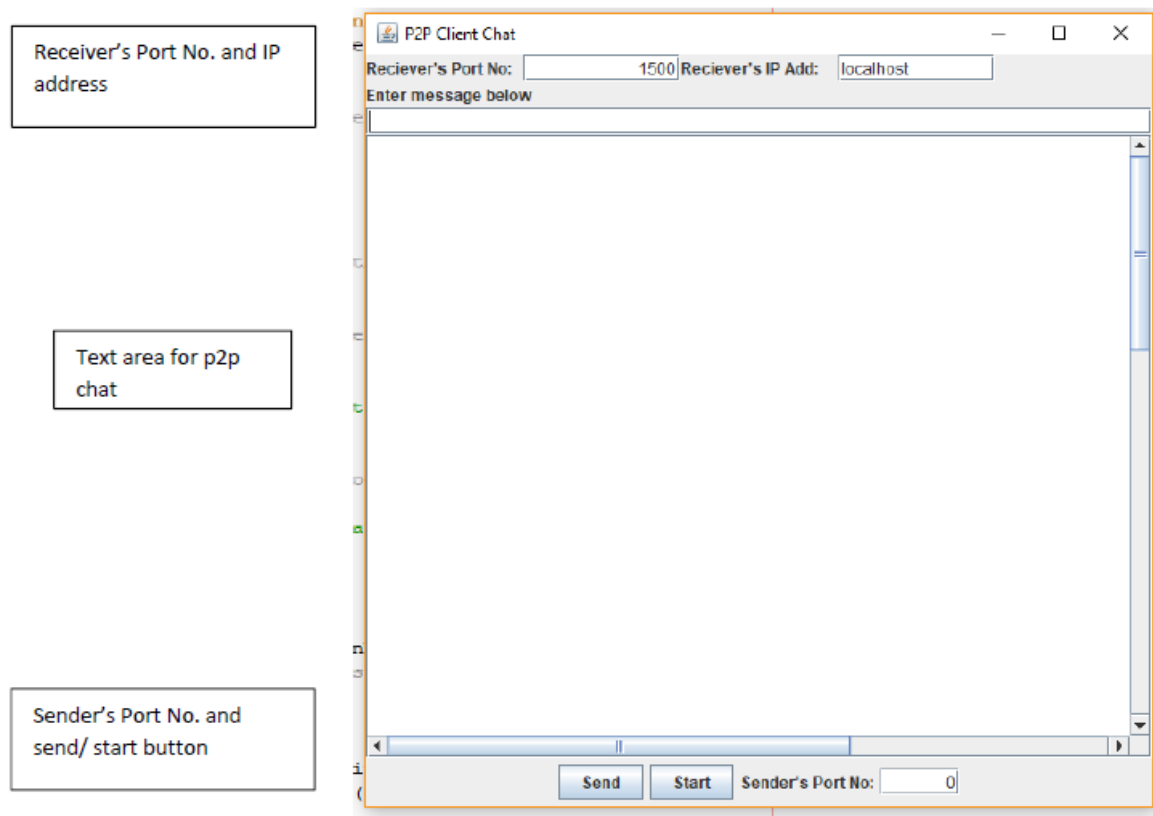 Receiver's Port No. and IP
address
P2P Client Chat
Reciever's Port No:
1500
Reciever's IP Add:
localhost
Enter message below
Text area for p2p
chat
Sender's Port No. and
send/ start button
Send
Start
Sender's Port No:
0